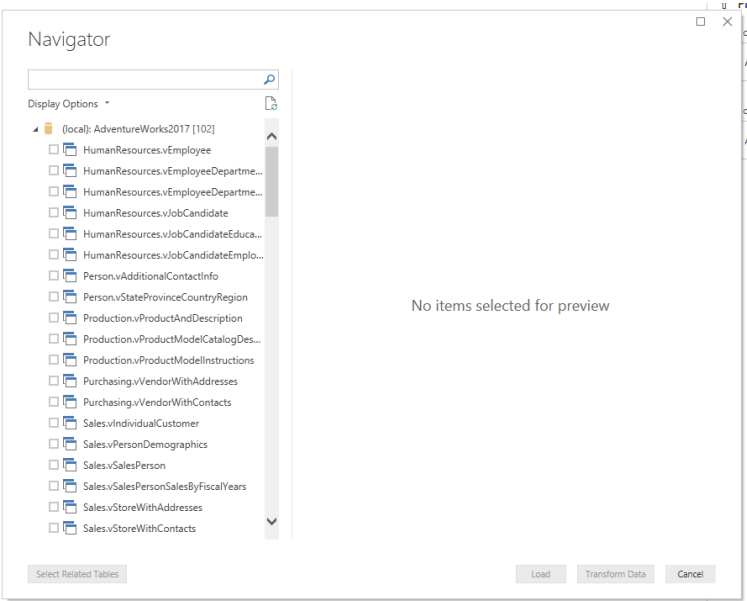 Navigator
Display Options
(local): AdventureWorks2017 [102]
HumanResources.vEmployee
HumanResources.vEmployeeDepartme...
HumanResources.vEmployeeDepartme...
HumanResources.vJobCandidate
HumanResources.vJobCandidateEduca...
HumanResources.vJobCandidateEmplo...
Person.vAdditionalContactInfo
Person.vStateProvinceCountryRegion
Production.vProductAndDescription
Production.vProductModelCatalogDes...
Production.vProductModelInstructions
Purchasing.vVendorWithAddresses
Purchasing.vVendorWithContacts
Sales.vIndividualCustomer
Sales.vPersonDemographics
Sales.vSalesPerson
Sales.vSalesPersonSalesByFiscalYears
Sales.vStoreWithAddresses
Sales.vStoreWithContacts
No items selected for preview
Select Related Tables
Load
Transform Data
Cancel